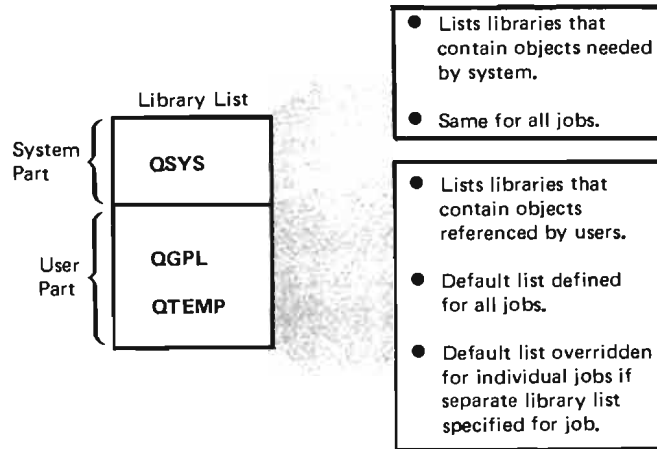 Library List
System
Part
QSYS
User
Part
QGPL
QTEMP
● Lists libraries that
contain objects needed
by system.
● Same for all jobs.
● Lists libraries that
contain objects
referenced by users.
● Default list defined
for all jobs.
● Default list overridden
for individual jobs if
separate library list
specified for job.